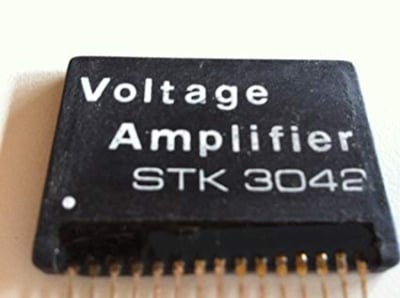 Voltage
Amplifier
STK 3042